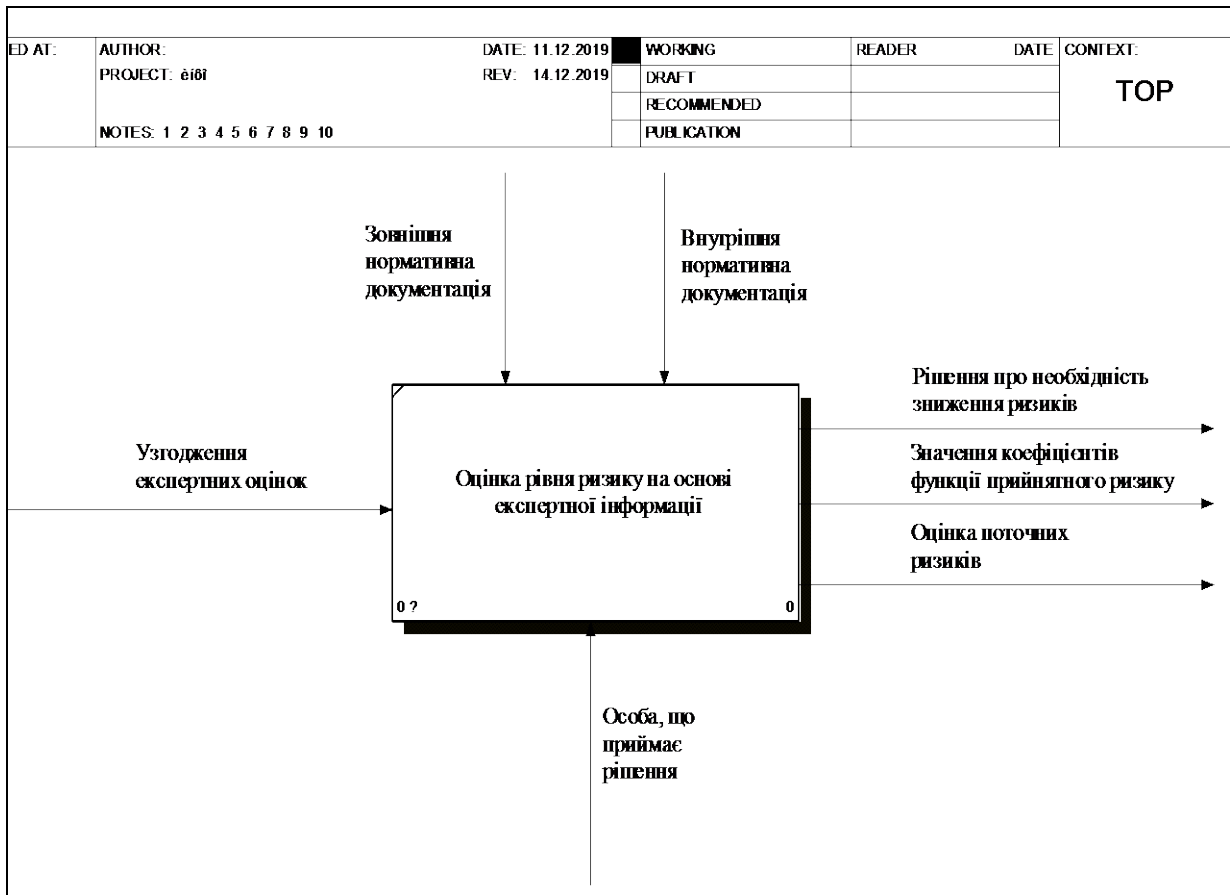 ED AT:
AUTHOR:
DATE: 11.12.2019
WORKING
READER
DATE
CONTEXT:
PROJECT: èíôî
REV: 14.12.2019
DRAFT
TOP
RECOMMENDED
NOTES: 1 2 3 4 5 6 7 8 9 10
PUBLICATION
Зовнішня
нормативна
документація
Внутрішня
нормативна
документація
Рішення про необхідність
зниження ризиків
Узгодження
експертних оцінок
Оцінка рівня ризику на основі
експертної інформації
Значення коефіцієнтів
функції прийнятного ризику
Оцінка поточних
ризиків
0 ?
0
Особа, що
приймає
рішення